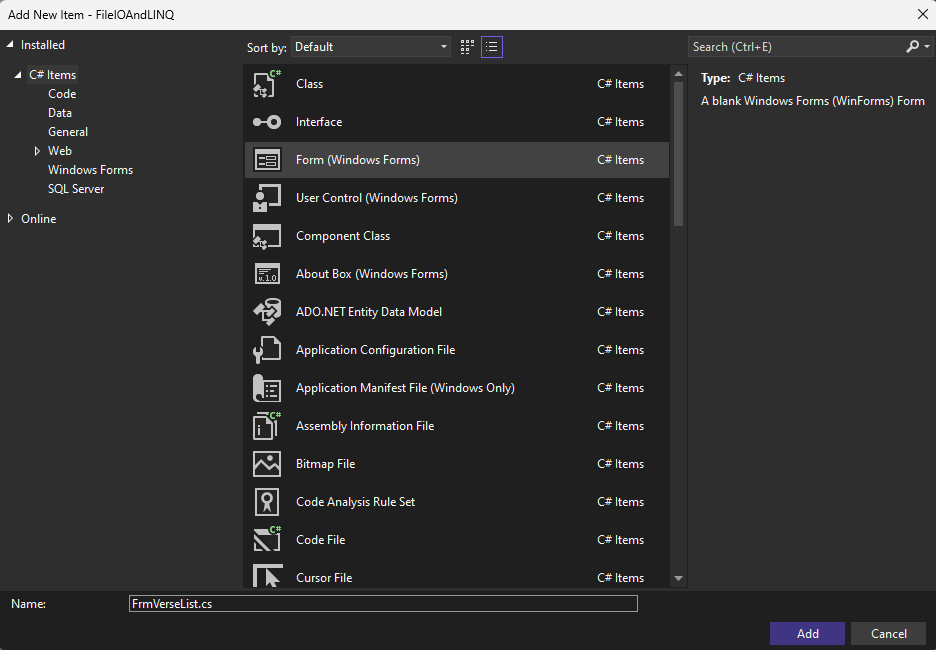 Add New Item - FileIOAndLINQ
Installed
C# Items
Code
Data
General
Web
Windows Forms
SQL Server
Online
Sort by: Default
Class C# Items
Interface C# Items
Form (Windows Forms) C# Items
User Control (Windows Forms) C# Items
Component Class C# Items
About Box (Windows Forms) C# Items
ADO.NET Entity Data Model C# Items
Application Configuration File C# Items
Application Manifest File (Windows Only) C# Items
Assembly Information File C# Items
Bitmap File C# Items
Code Analysis Rule Set C# Items
Code File C# Items
Cursor File C# Items
Search (Ctrl+E)
Type: C# Items
A blank Windows Forms (WinForms) Form
Name: FrmVerseList.cs
Add Cancel